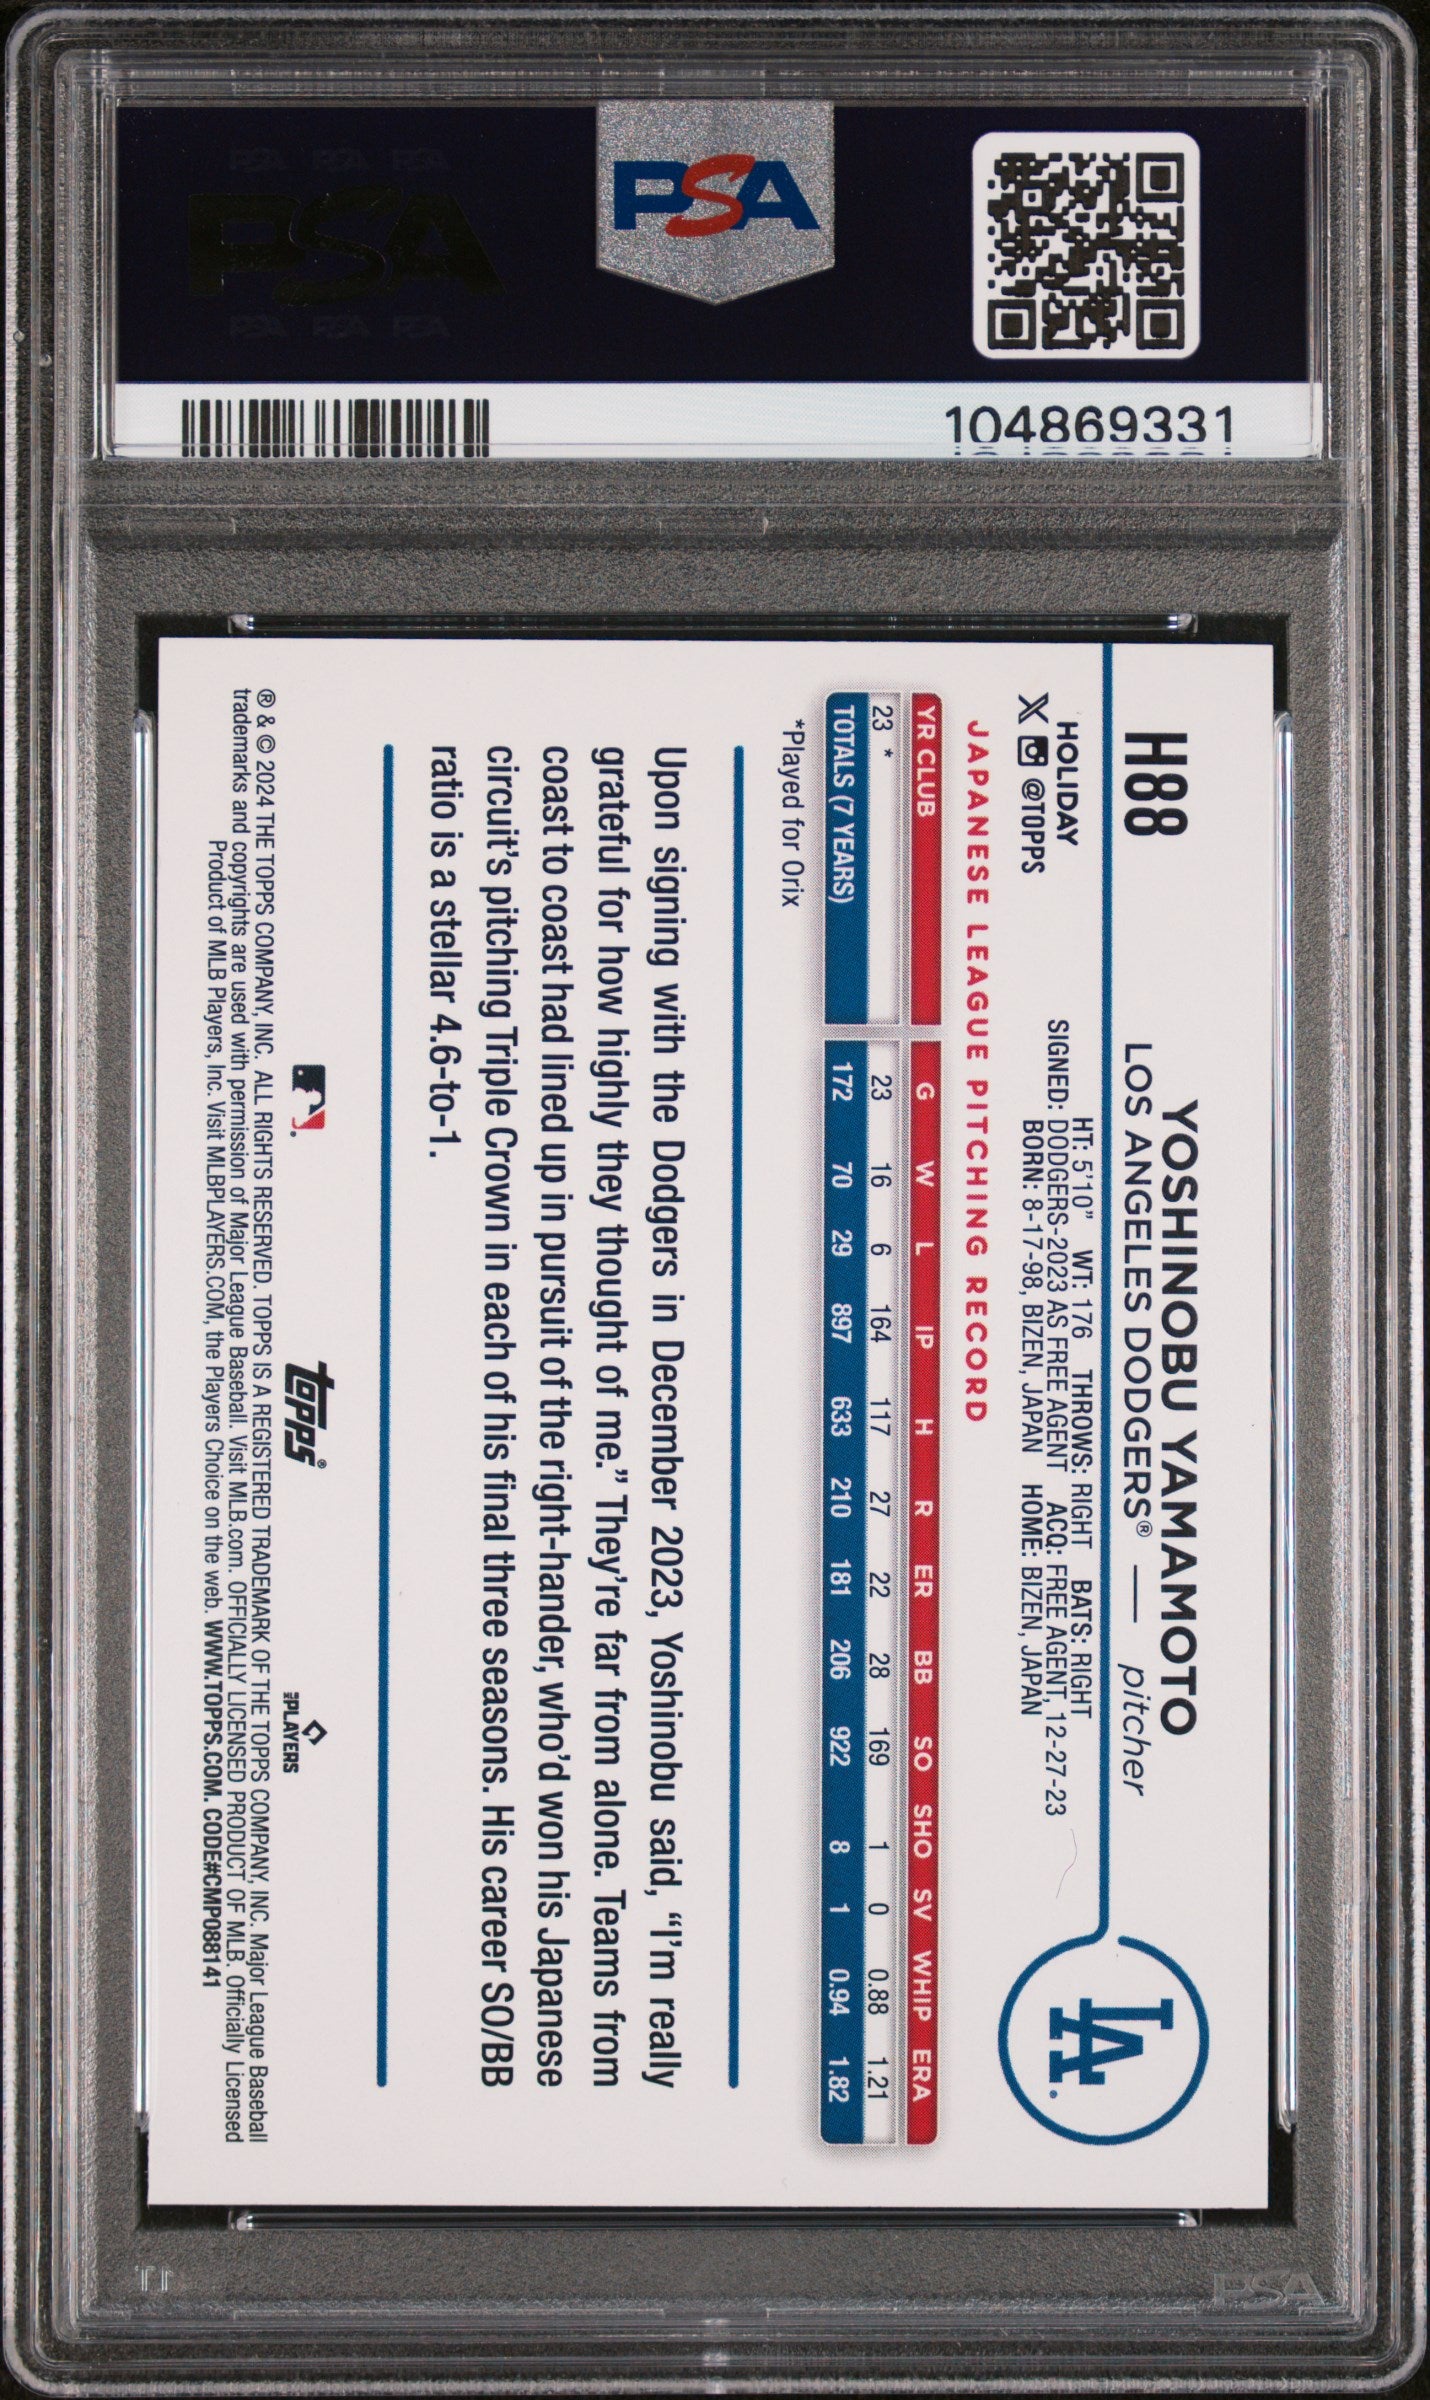 PSA
104869331
H88
YOSHINOBU YAMAMOTO
LOS ANGELES DODGERS® — pitcher
HOLIDAY
@TOPPS
HT: 5'10" WT: 176 THROWS: RIGHT BATS: RIGHT
SIGNED: DODGERS-2023 AS FREE AGENT ACQ: FREE AGENT, 12-27-23
BORN: 8-17-98, BIZEN, JAPAN HOME: BIZEN, JAPAN
LA
JAPANESE LEAGUE PITCHING RECORD
YR CLUB G W L IP H R ER BB SO SHO SV WHIP ERA
23 * 23 16 6 164 117 27 22 28 169 1 0 0.88 1.21
TOTALS (7 YEARS) 172 70 29 897 633 210 181 206 922 8 1 0.94 1.82
*Played for Orix
Upon signing with the Dodgers in December 2023, Yoshinobu said, “I’m really
grateful for how highly they thought of me.” They’re far from alone. Teams from
coast to coast had lined up in pursuit of the right-hander, who’d won his Japanese
circuit’s pitching Triple Crown in each of his final three seasons. His career SO/BB
ratio is a stellar 4.6-to-1.
topps®
PLAYERS
® & © 2024 THE TOPPS COMPANY, INC. ALL RIGHTS RESERVED. TOPPS IS A REGISTERED TRADEMARK OF THE TOPPS COMPANY, INC. Major League Baseball
trademarks and copyrights are used with permission of Major League Baseball. Visit MLB.com. OFFICIALLY LICENSED PRODUCT OF MLB. Officially Licensed
Product of MLB Players, Inc. Visit MLBPLAYERS.COM, the Players Choice on the web. WWW.TOPPS.COM. CODE#CMP088141
PSA